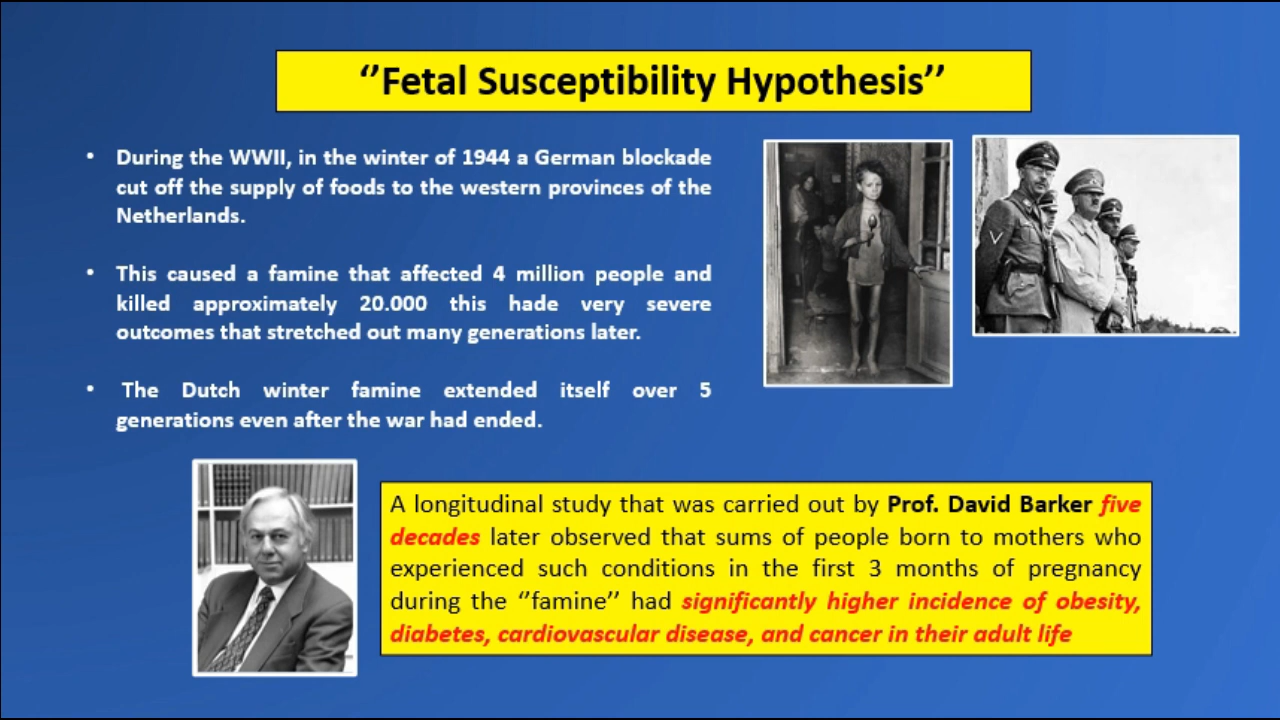 ‘’Fetal Susceptibility Hypothesis’’
• During the WWII, in the winter of 1944 a German blockade
cut off the supply of foods to the western provinces of the
Netherlands.
• This caused a famine that affected 4 million people and
killed approximately 20.000 this hade very severe
outcomes that stretched out many generations later.
• The Dutch winter famine extended itself over 5
generations even after the war had ended.
A longitudinal study that was carried out by Prof. David Barker five
decades later observed that sums of people born to mothers who
experienced such conditions in the first 3 months of pregnancy
during the ‘’famine’’ had significantly higher incidence of obesity,
diabetes, cardiovascular disease, and cancer in their adult life